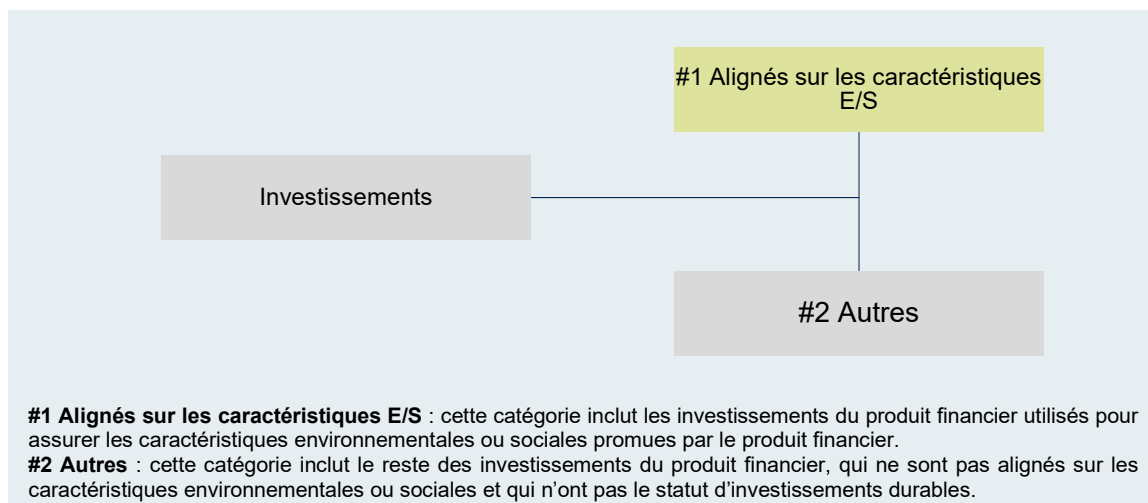 #1 Alignés sur les caractéristiques
E/S
Investissements
#2 Autres
#1 Alignés sur les caractéristiques E/S : cette catégorie inclut les investissements du produit financier utilisés pour
assurer les caractéristiques environnementales ou sociales promues par le produit financier.
#2 Autres : cette catégorie inclut le reste des investissements du produit financier, qui ne sont pas alignés sur les
caractéristiques environnementales ou sociales et qui n’ont pas le statut d’investissements durables.